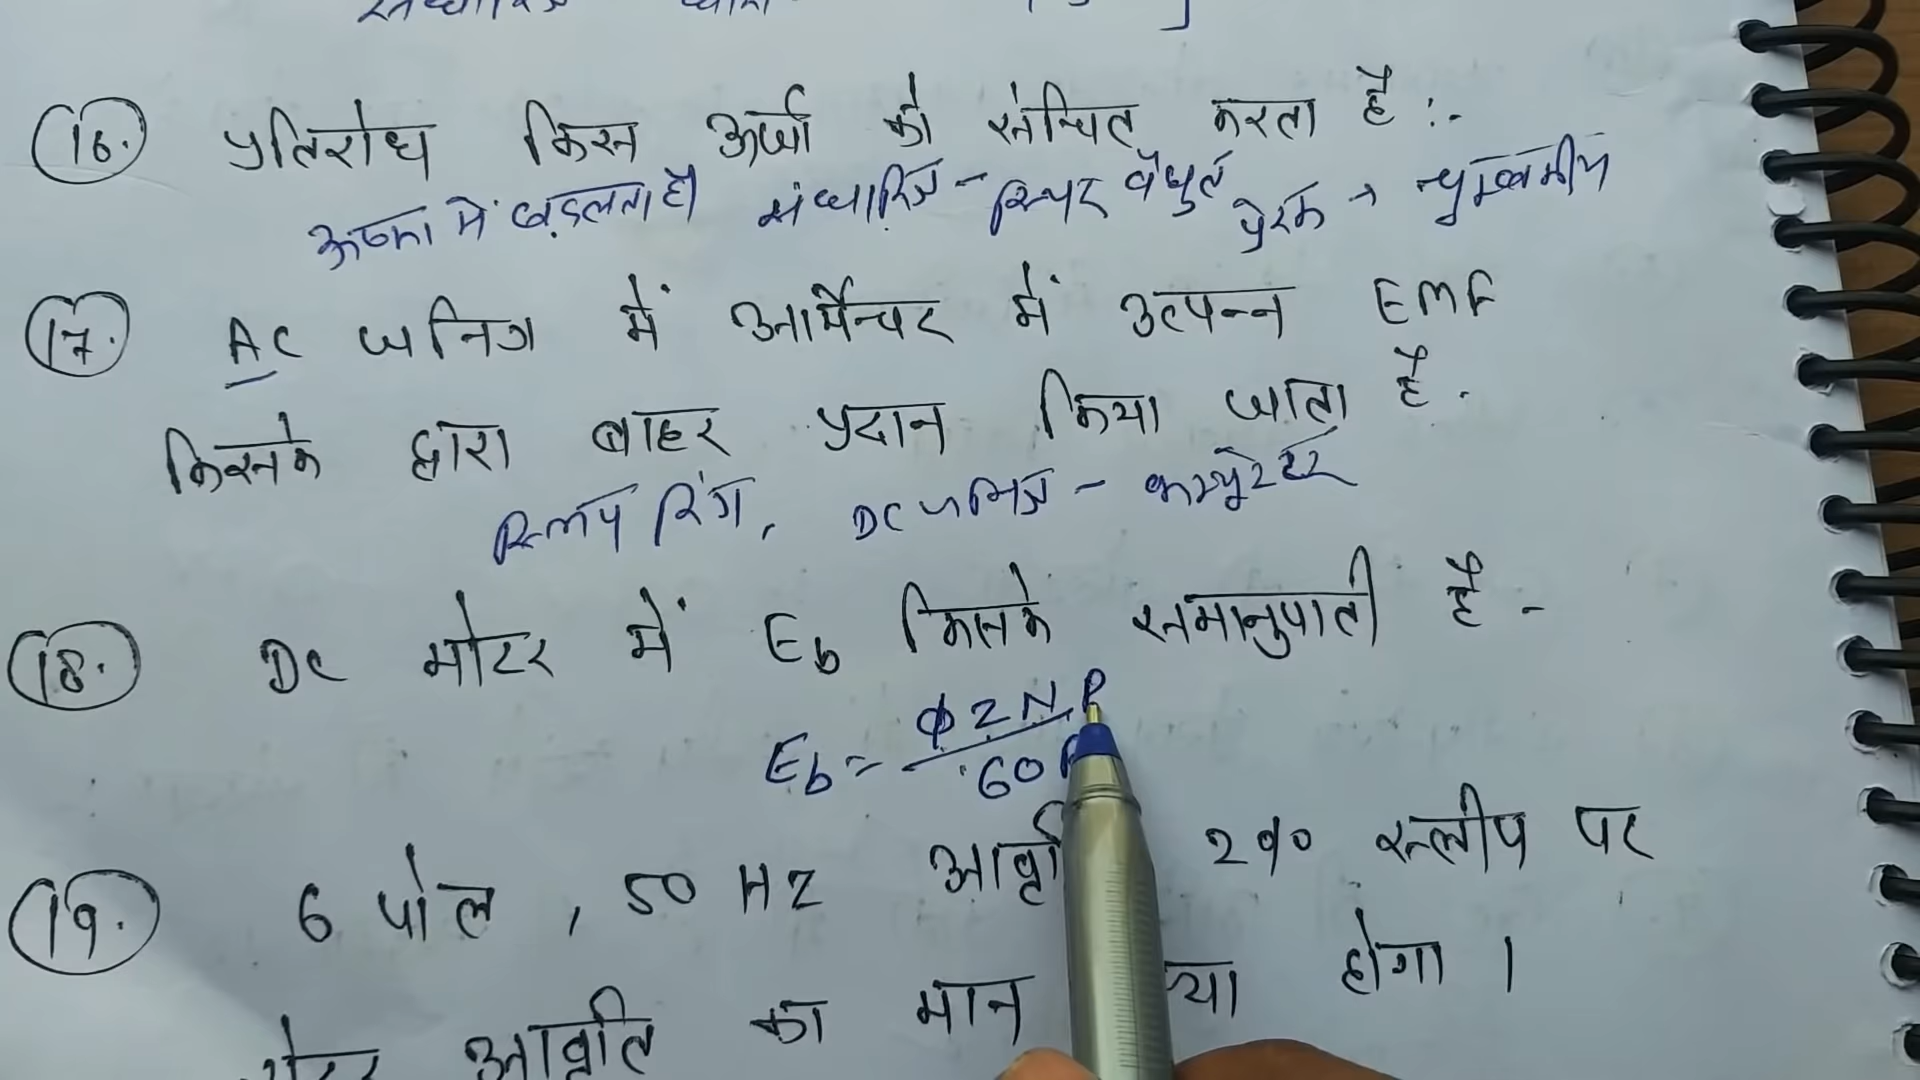 16. प्रतिरोध किस ऊर्जा को संचित करता है :-
ऊष्मा में बदलता है। संधारित्र - स्थिर वैधुत प्रेरक → चुम्बकीय
17. AC जनित्र में आर्मेचर में उत्पन्न EMF
किसके द्वारा बाहर प्रदान किया जाता है.
स्लिप रिंग, DC जनित्र - कम्युटेटर
18. DC मोटर में Eb किसके समानुपाती है -
Eb = ϕZNP
60
19. 6 पोल, 50 HZ 2% स्लीप पर
आवृति का मान होगा।